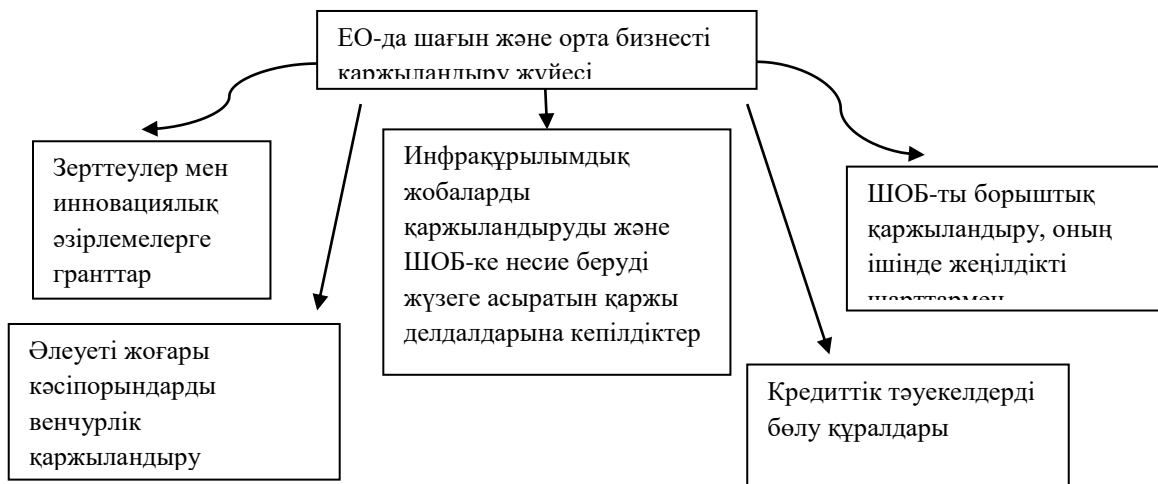 ЕО-да шағын және орта бизнесті
қаржыландыру жүйесі
Зерттеулер мен
инновациялық
әзірлемелерге
гранттар
Инфрақұрылымдық
жобаларды
қаржыландыруды және
ШОБ-ке несие беруді
жүзеге асыратын қаржы
делдалдарына кепілдіктер
ШОБ-ты борыштық
қаржыландыру, оның
ішінде жеңілдікті
шарттармен
Әлеуеті жоғары
кәсіпорындарды
венчурлік
қаржыландыру
Кредиттік тәуекелдерді
бөлу құралдары